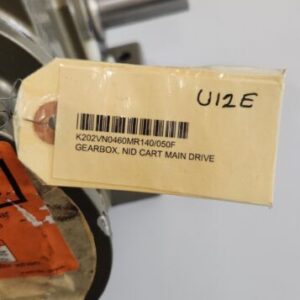 U12E
K202VN0460MR140/050F
GEARBOX, NID CART MAIN DRIVE